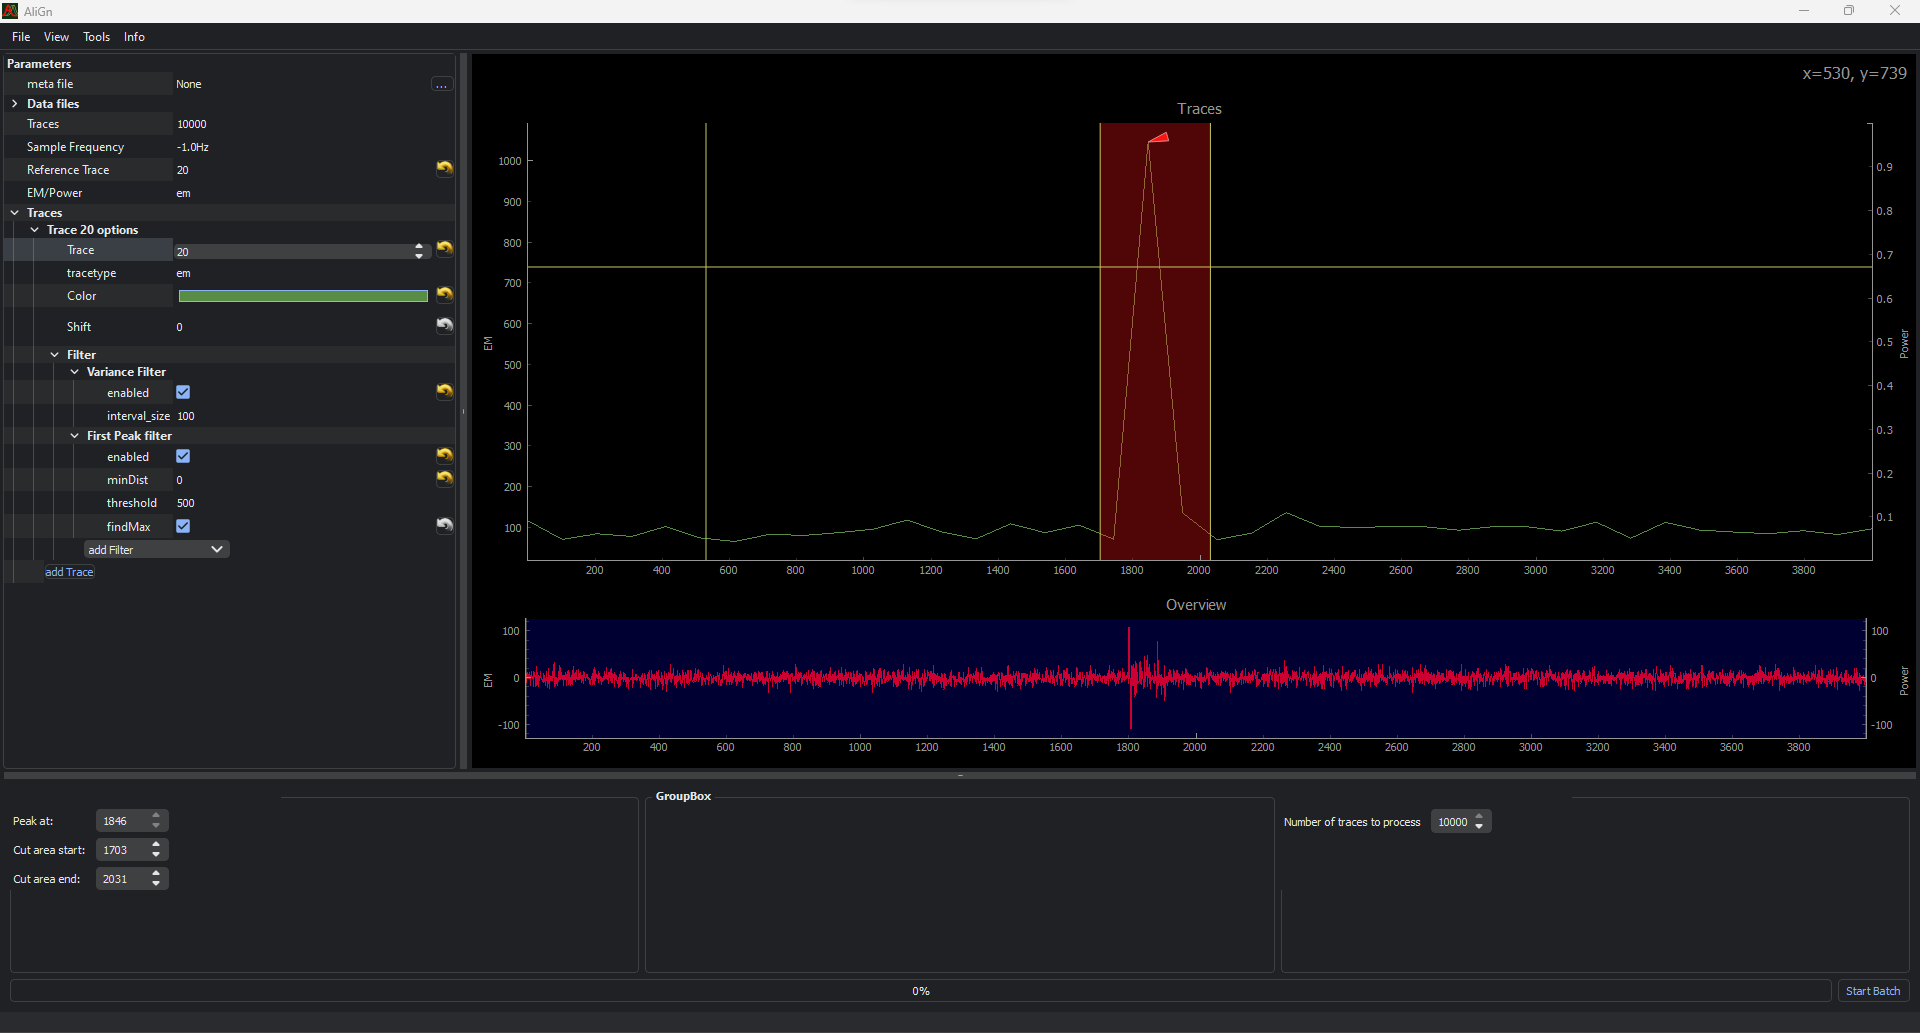 AliGn
File View Tools Info
Parameters
meta file None ...
Data files
Traces 10000
Sample Frequency -1.0Hz
Reference Trace 20
EM/Power em
Traces
Trace 20 options
Trace 20
tracetype em
Color
Shift 0
Filter
Variance Filter
enabled
interval_size 100
First Peak filter
enabled
minDist 0
threshold 500
findMax
add Filter
add Trace
x=530, y=739
Traces
1000
900
800
700
600
500
400
300
200
100
EM
0.9
0.8
0.7
0.6
0.5
0.4
0.3
0.2
0.1
Power
200 400 600 800 1000 1200 1400 1600 1800 2000 2200 2400 2600 2800 3000 3200 3400 3600 3800
Overview
100
0
-100
EM
100
0
-100
Power
200 400 600 800 1000 1200 1400 1600 1800 2000 2200 2400 2600 2800 3000 3200 3400 3600 3800
Peak at: 1846
Cut area start: 1703
Cut area end: 2031
GroupBox
Number of traces to process 10000
0%
Start Batch